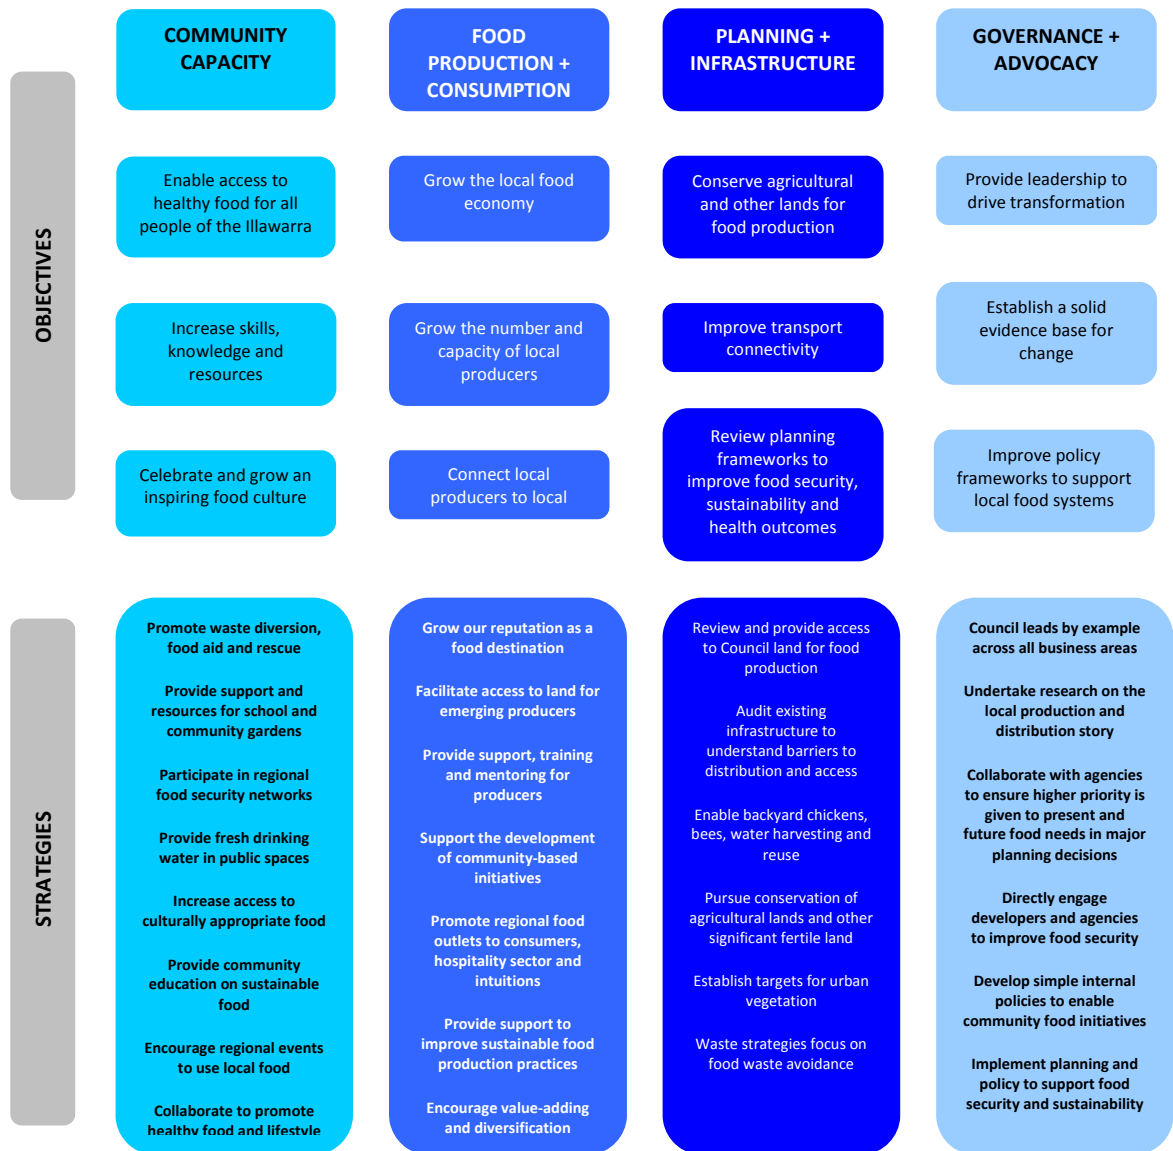 COMMUNITY
CAPACITY
FOOD
PRODUCTION +
CONSUMPTION
PLANNING +
INFRASTRUCTURE
GOVERNANCE +
ADVOCACY
OBJECTIVES
Enable access to
healthy food for all
people of the Illawarra
Grow the local food
economy
Conserve agricultural
and other lands for
food production
Provide leadership to
drive transformation
Increase skills,
knowledge and
resources
Grow the number and
capacity of local
producers
Improve transport
connectivity
Establish a solid
evidence base for
change
Celebrate and grow an
inspiring food culture
Connect local
producers to local
Review planning
frameworks to
improve food security,
sustainability and
health outcomes
Improve policy
frameworks to support
local food systems
STRATEGIES
Promote waste diversion,
food aid and rescue
Provide support and
resources for school and
community gardens
Participate in regional
food security networks
Provide fresh drinking
water in public spaces
Increase access to
culturally appropriate food
Provide community
education on sustainable
food
Encourage regional events
to use local food
Collaborate to promote
healthy food and lifestyle
Grow our reputation as a
food destination
Facilitate access to land for
emerging producers
Provide support, training
and mentoring for
producers
Support the development
of community-based
initiatives
Promote regional food
outlets to consumers,
hospitality sector and
intuitions
Provide support to
improve sustainable food
production practices
Encourage value-adding
and diversification
Review and provide access
to Council land for food
production
Audit existing
infrastructure to
understand barriers to
distribution and access
Enable backyard chickens,
bees, water harvesting and
reuse
Pursue conservation of
agricultural lands and other
significant fertile land
Establish targets for urban
vegetation
Waste strategies focus on
food waste avoidance
Council leads by example
across all business areas
Undertake research on the
local production and
distribution story
Collaborate with agencies
to ensure higher priority is
given to present and
future food needs in major
planning decisions
Directly engage
developers and agencies
to improve food security
Develop simple internal
policies to enable
community food initiatives
Implement planning and
policy to support food
security and sustainability